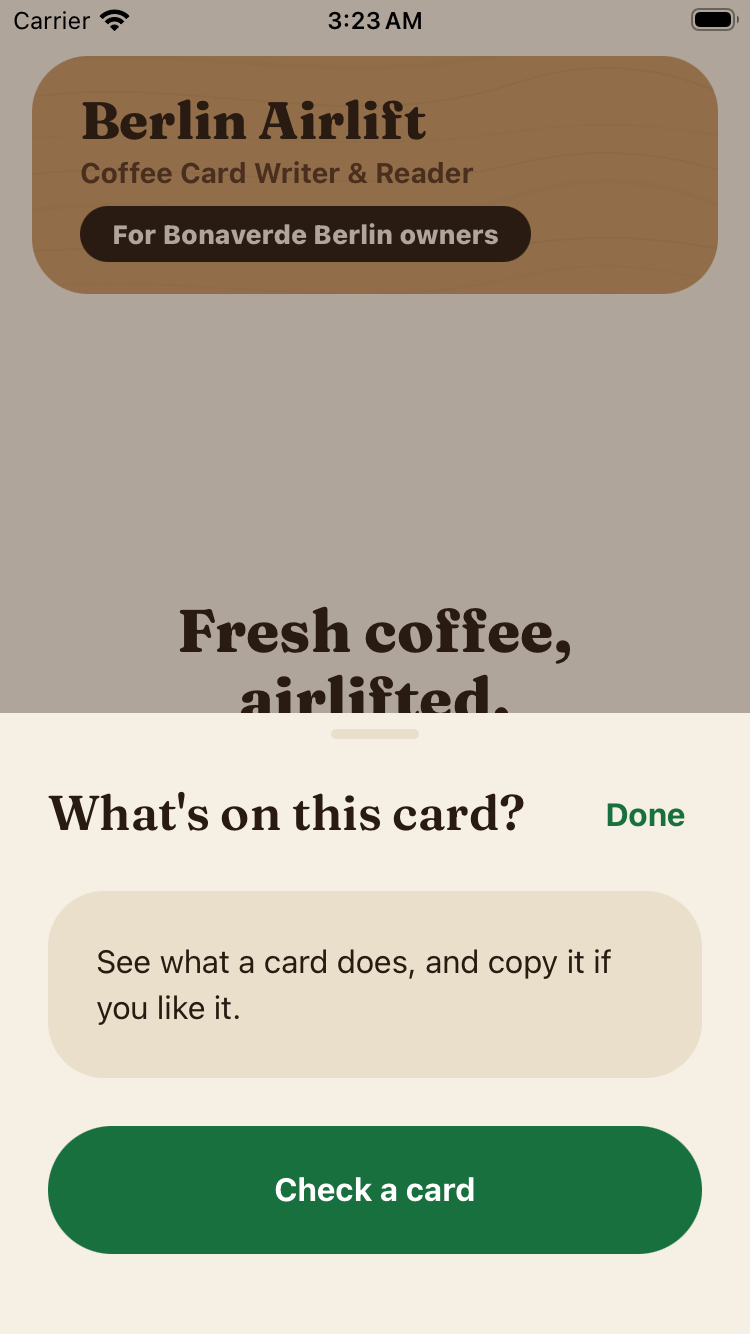 Carrier 3:23 AM
Berlin Airlift
Coffee Card Writer & Reader
For Bonaverde Berlin owners
Fresh coffee,
airlifted.
What's on this card? Done
See what a card does, and copy it if
you like it.
Check a card